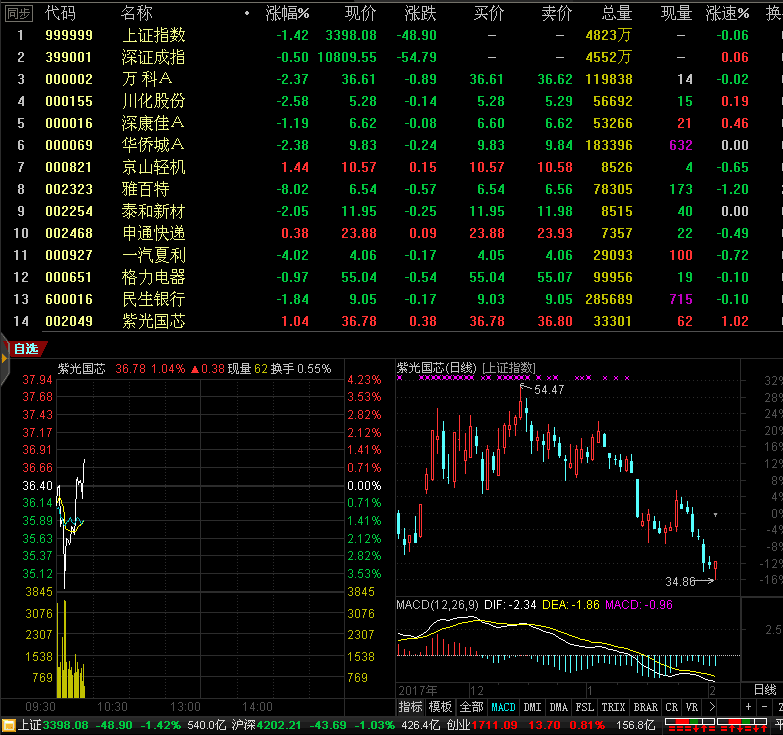 同步 代码 名称 • 涨幅% 现价 涨跌 买价 卖价 总量 现量 涨速% 换
1 999999 上证指数 -1.42 3398.08 -48.90 — — 4823万 — -0.06
2 399001 深证成指 -0.50 10809.55 -54.79 — — 4552万 — 0.06
3 000002 万 科A -2.37 36.61 -0.89 36.61 36.62 119838 14 -0.02
4 000155 川化股份 -2.58 5.28 -0.14 5.28 5.29 56692 15 0.19
5 000016 深康佳A -1.19 6.62 -0.08 6.60 6.62 53266 21 0.46
6 000069 华侨城A -2.38 9.83 -0.24 9.83 9.84 183396 632 0.00
7 000821 京山轻机 1.44 10.57 0.15 10.57 10.58 8526 4 -0.65
8 002323 雅百特 -8.02 6.54 -0.57 6.54 6.56 78305 173 -1.20
9 002254 泰和新材 -2.05 11.95 -0.25 11.95 11.98 8515 40 0.00
10 002468 申通快递 0.38 23.88 0.09 23.88 23.93 7357 22 -0.49
11 000927 一汽夏利 -4.02 4.06 -0.17 4.05 4.06 29093 100 -0.72
12 000651 格力电器 -0.97 55.04 -0.54 55.04 55.07 99956 19 -0.10
13 600016 民生银行 -1.84 9.05 -0.17 9.03 9.05 285689 715 -0.10
14 002049 紫光国芯 1.04 36.78 0.38 36.78 36.80 33301 62 1.02
自选
紫光国芯 36.78 1.04% ▲0.38 现量 62 换手 0.55%
37.94 4.23%
37.68 3.53%
37.43 2.82%
37.17 2.12%
36.91 1.41%
36.66 0.71%
36.40 0.00%
36.14 0.71%
35.89 1.41%
35.63 2.12%
35.37 2.82%
35.12 3.53%
3845 3845
3076 3076
2307 2307
1538 1538
769 769
09:30 10:30 13:00 14:00
紫光国芯(日线) [上证指数]
54.47
34.86
32%
28%
24%
20%
16%
12%
8%
4%
0%
-4%
-8%
-12%
-16%
MACD(12,26,9) DIF: -2.34 DEA: -1.86 MACD: -0.96
2.5
2017年 12 1 2 日线
指标 模板 全部 MACD DMI DMA FSL TRIX BRAR CR VR > + -
上证3398.08 -48.90 -1.42% 540.0亿 沪深4202.21 -43.69 -1.03% 426.4亿 创业1711.09 13.70 0.81% 156.8亿